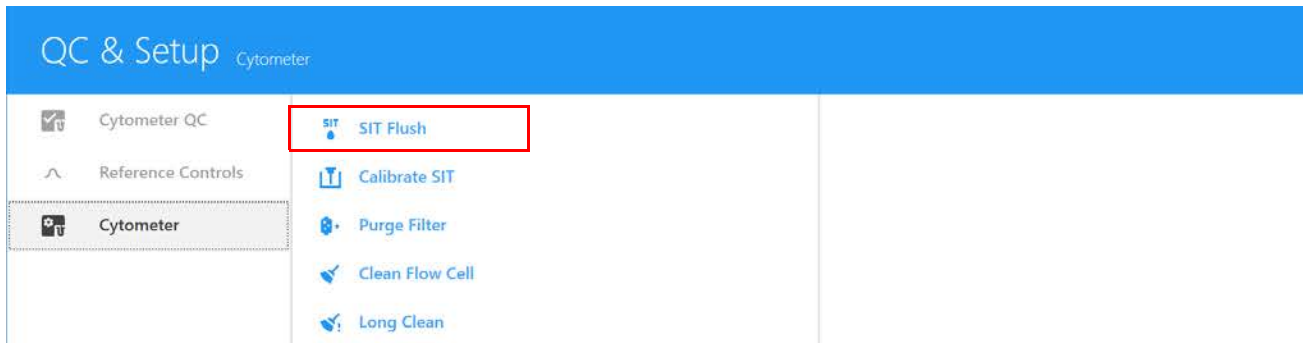 QC & Setup Cytometer
Cytometer QC
Reference Controls
Cytometer
SIT
SIT Flush
Calibrate SIT
Purge Filter
Clean Flow Cell
Long Clean